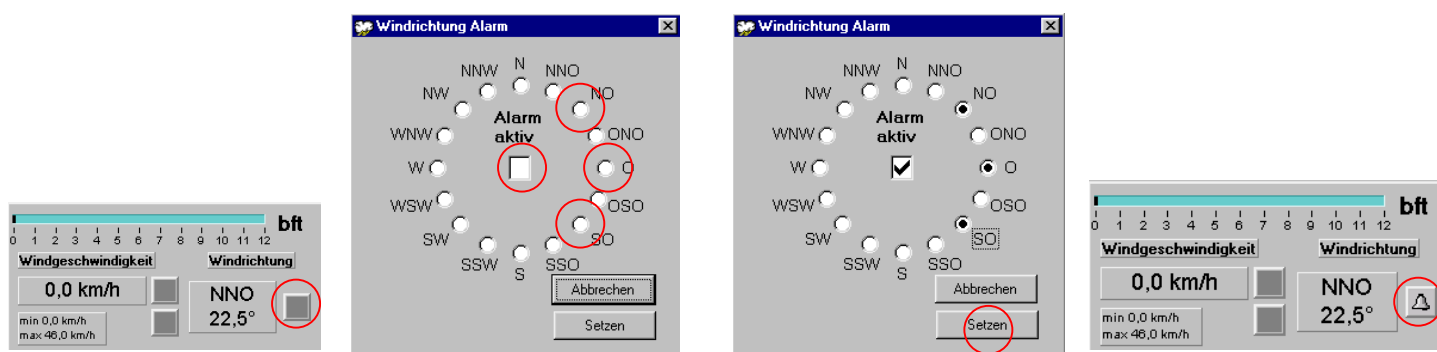 bft
0 1 2 3 4 5 6 7 8 9 10 11 12
Windgeschwindigkeit Windrichtung
0,0 km/h
NNO
22,5°
min 0,0 km/h
max 46,0 km/h
Windrichtung Alarm
N
NNW NNO
NW NO
Alarm
aktiv
WNW ONO
W O
WSW OSO
SW SO
SSW SSO
S
Abbrechen
Setzen
Windrichtung Alarm
N
NNW NNO
NW NO
Alarm
aktiv
WNW ONO
W O
WSW OSO
SW SO
SSW SSO
S
Abbrechen
Setzen
bft
0 1 2 3 4 5 6 7 8 9 10 11 12
Windgeschwindigkeit Windrichtung
0,0 km/h
NNO
22,5°
min 0,0 km/h
max 46,0 km/h